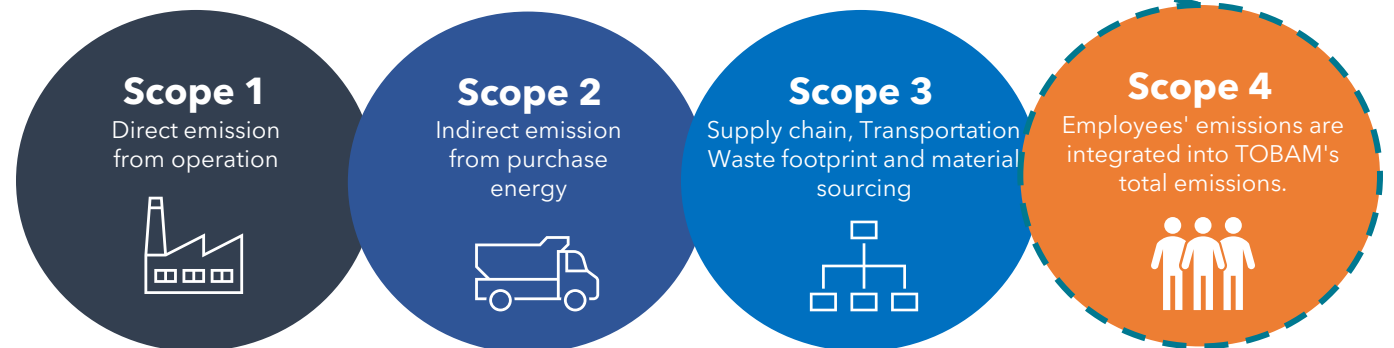 Scope 1
Direct emission
from operation
Scope 2
Indirect emission
from purchase
energy
Scope 3
Supply chain, Transportation
Waste footprint and material
sourcing
Scope 4
Employees' emissions are
integrated into TOBAM's
total emissions.